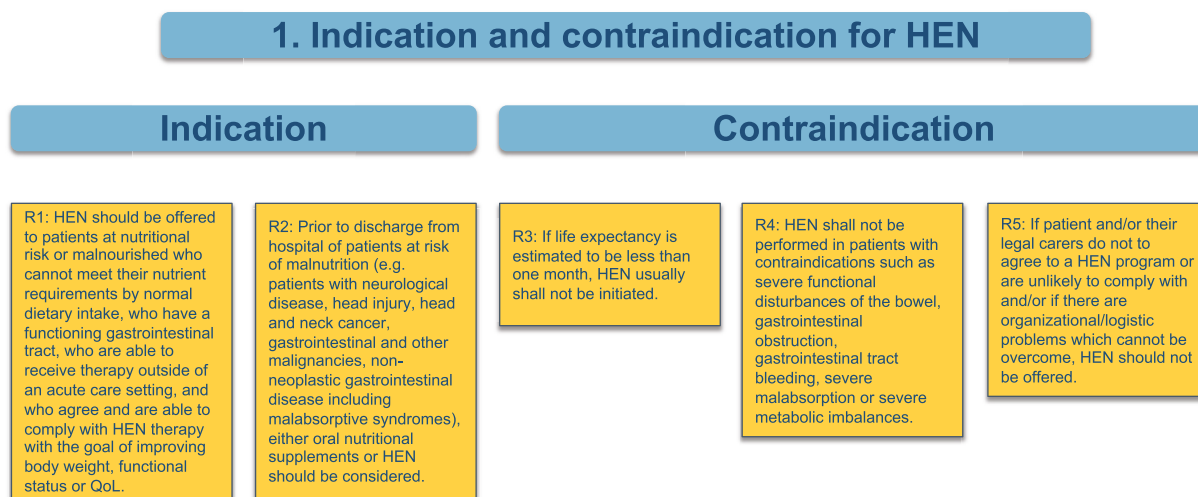 1. Indication and contraindication for HEN
Indication
Contraindication
R1: HEN should be offered
to patients at nutritional
risk or malnourished who
cannot meet their nutrient
requirements by normal
dietary intake, who have a
functioning gastrointestinal
tract, who are able to
receive therapy outside of
an acute care setting, and
who agree and are able to
comply with HEN therapy
with the goal of improving
body weight, functional
status or QoL.
R2: Prior to discharge from
hospital of patients at risk
of malnutrition (e.g.
patients with neurological
disease, head injury, head
and neck cancer,
gastrointestinal and other
malignancies, non-
neoplastic gastrointestinal
disease including
malabsorptive syndromes),
either oral nutritional
supplements or HEN
should be considered.
R3: If life expectancy is
estimated to be less than
one month, HEN usually
shall not be initiated.
R4: HEN shall not be
performed in patients with
contraindications such as
severe functional
disturbances of the bowel,
gastrointestinal
obstruction,
gastrointestinal tract
bleeding, severe
malabsorption or severe
metabolic imbalances.
R5: If patient and/or their
legal carers do not to
agree to a HEN program or
are unlikely to comply with
and/or if there are
organizational/logistic
problems which cannot be
overcome, HEN should not
be offered.